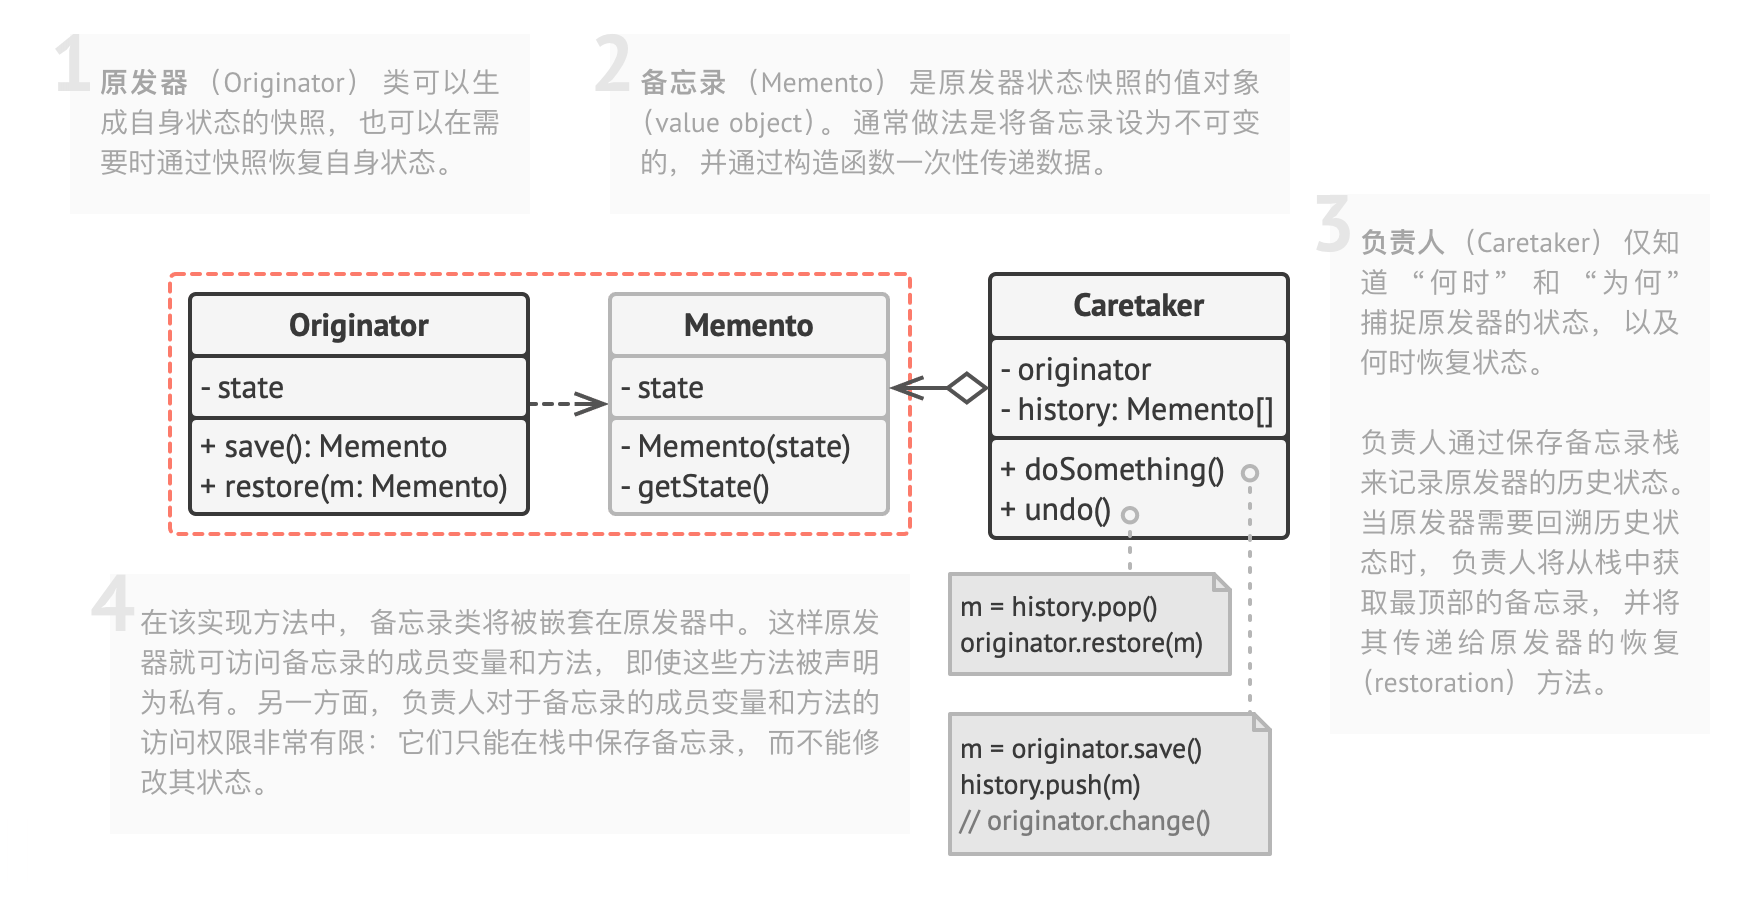 1
原发器（Originator）类可以生
成自身状态的快照，也可以在需
要时通过快照恢复自身状态。
2
备忘录（Memento）是原发器状态快照的值对象
（value object）。通常做法是将备忘录设为不可变
的，并通过构造函数一次性传递数据。
3
负责人（Caretaker）仅知
道“何时”和“为何”
捕捉原发器的状态，以及
何时恢复状态。
负责人通过保存备忘录栈
来记录原发器的历史状态。
当原发器需要回溯历史状
态时，负责人将从栈中获
取最顶部的备忘录，并将
其传递给原发器的恢复
（restoration）方法。
Originator
- state
+ save(): Memento
+ restore(m: Memento)
Memento
- state
- Memento(state)
- getState()
Caretaker
- originator
- history: Memento[]
+ doSomething()
+ undo()
m = history.pop()
originator.restore(m)
m = originator.save()
history.push(m)
// originator.change()
4
在该实现方法中，备忘录类将被嵌套在原发器中。这样原发
器就可访问备忘录的成员变量和方法，即使这些方法被声明
为私有。另一方面，负责人对于备忘录的成员变量和方法的
访问权限非常有限：它们只能在栈中保存备忘录，而不能修
改其状态。